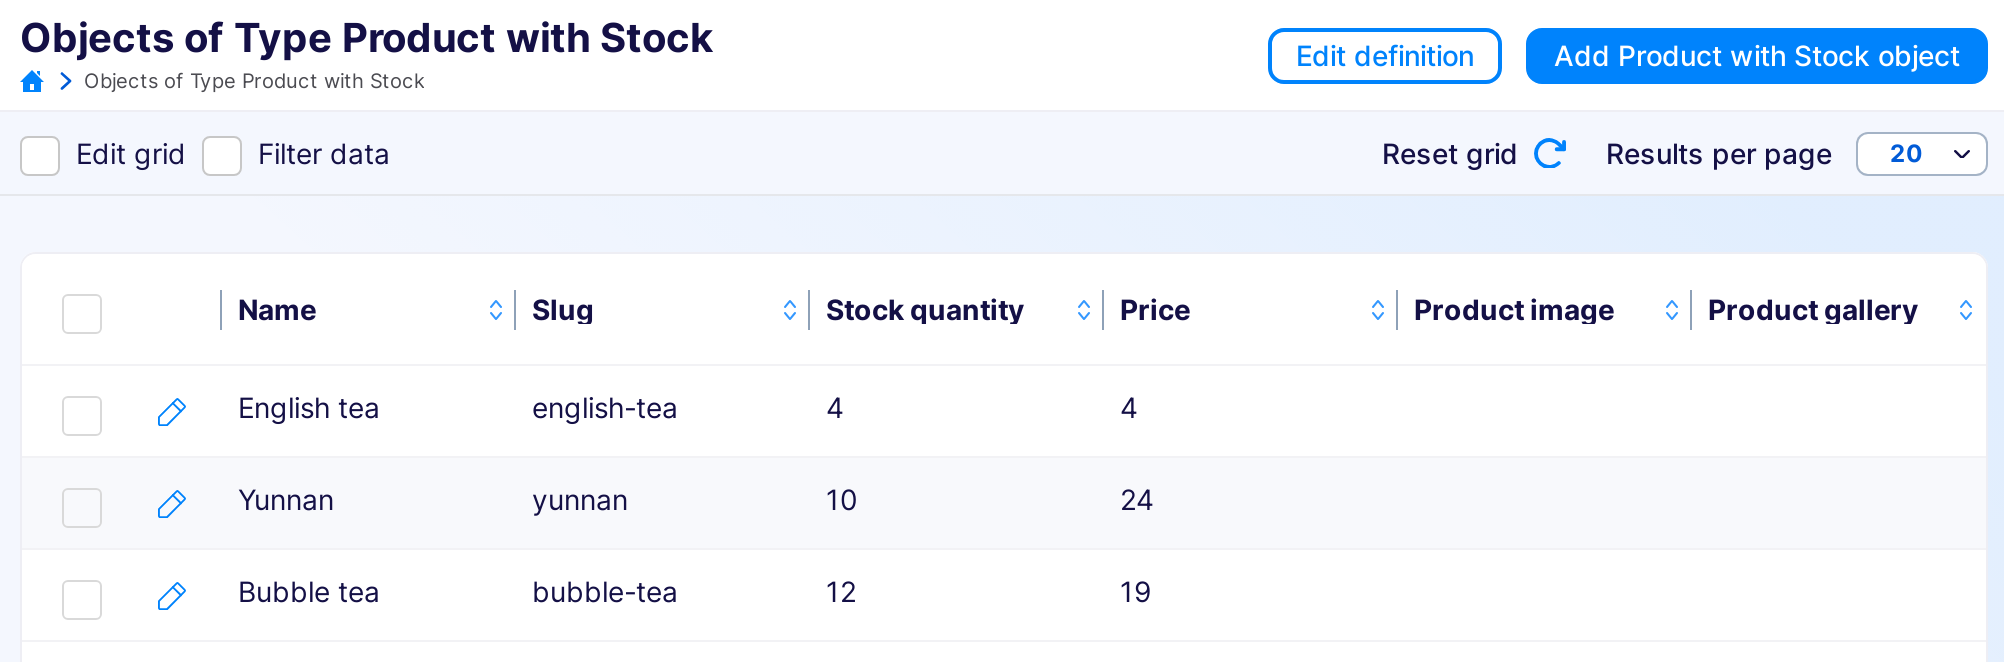 Objects of Type Product with Stock
Objects of Type Product with Stock
Edit definition
Add Product with Stock object
Edit grid
Filter data
Reset grid
Results per page
20
Name
Slug
Stock quantity
Price
Product image
Product gallery
English tea
english-tea
4
4
Yunnan
yunnan
10
24
Bubble tea
bubble-tea
12
19